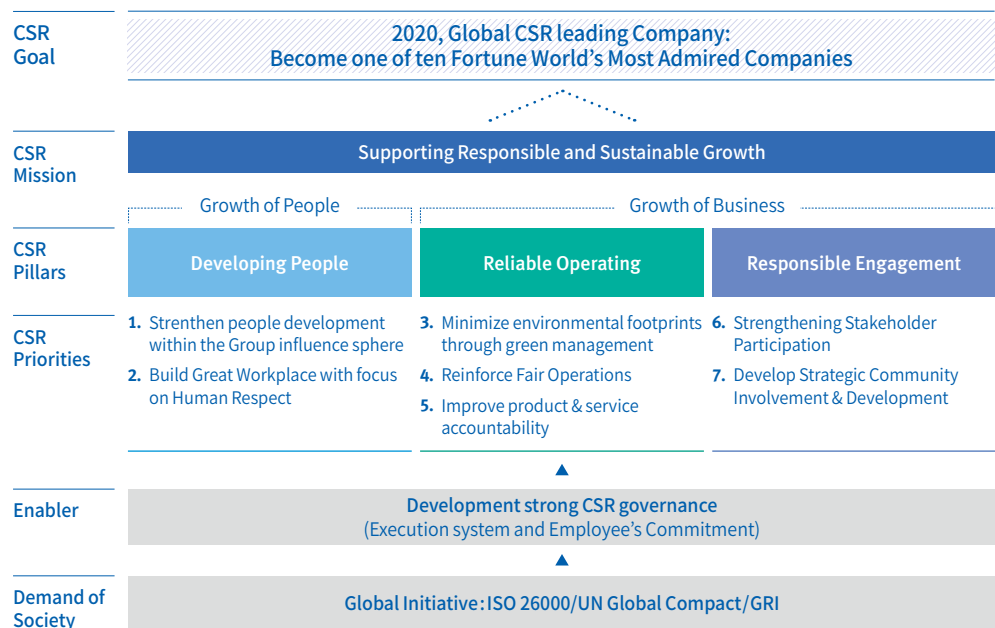 CSR
Goal
2020, Global CSR leading Company:
Become one of ten Fortune World's Most Admired Companies
CSR
Mission
Supporting Responsible and Sustainable Growth
Growth of People
Growth of Business
CSR
Pillars
Developing People
Reliable Operating
Responsible Engagement
CSR
Priorities
1. Strenthen people development
within the Group influence sphere
2. Build Great Workplace with focus
on Human Respect
3. Minimize environmental footprints
through green management
4. Reinforce Fair Operations
5. Improve product & service
accountability
6. Strengthening Stakeholder
Participation
7. Develop Strategic Community
Involvement & Development
Enabler
Development strong CSR governance
(Execution system and Employee's Commitment)
Demand of
Society
Global Initiative: ISO 26000/UN Global Compact/GRI